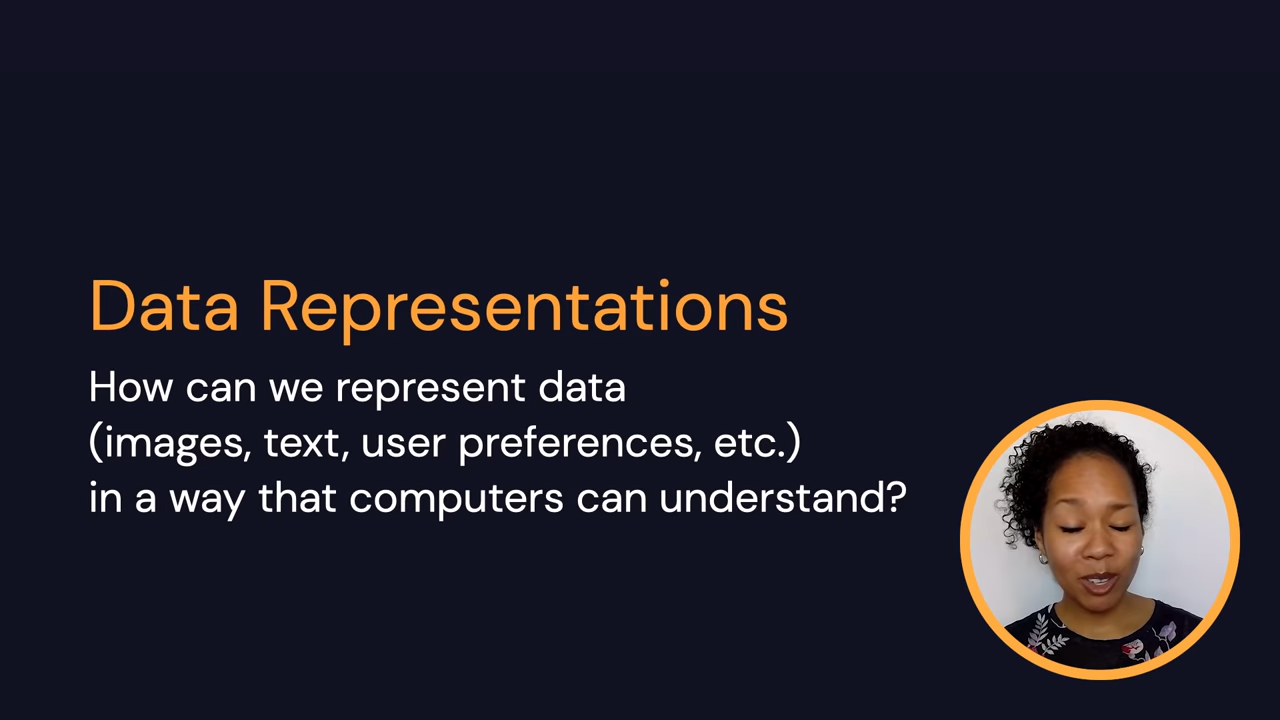 Data Representations
How can we represent data
(images, text, user preferences, etc.)
in a way that computers can understand?